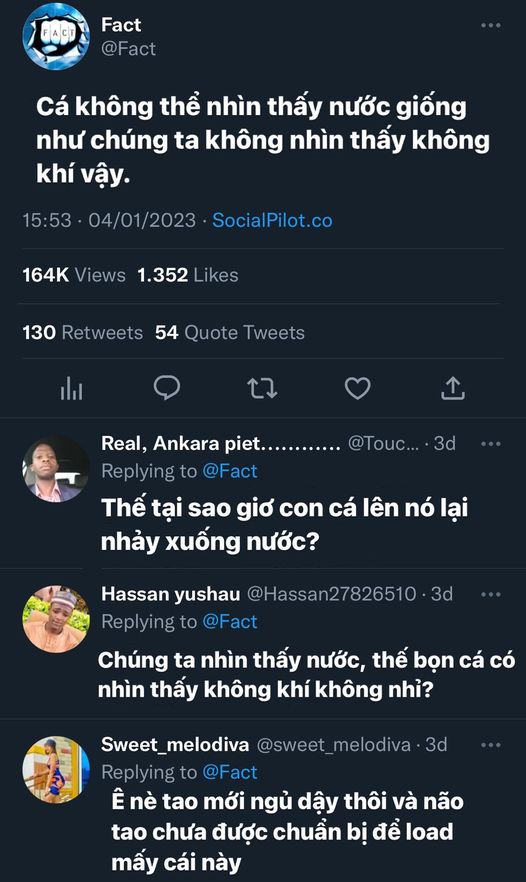 FACT
Fact
@Fact
Cá không thể nhìn thấy nước giống
như chúng ta không nhìn thấy không
khí vậy.
15:53 · 04/01/2023 · SocialPilot.co
164K Views 1.352 Likes
130 Retweets 54 Quote Tweets
Real, Ankara piet............ @Touc... · 3d
Replying to @Fact
Thế tại sao giơ con cá lên nó lại
nhảy xuống nước?
Hassan yushau @Hassan27826510 · 3d
Replying to @Fact
Chúng ta nhìn thấy nước, thế bọn cá có
nhìn thấy không khí không nhỉ?
Sweet_melodiva @sweet_melodiva · 3d
Replying to @Fact
Ê nè tao mới ngủ dậy thôi và não
tao chưa được chuẩn bị để load
mấy cái này